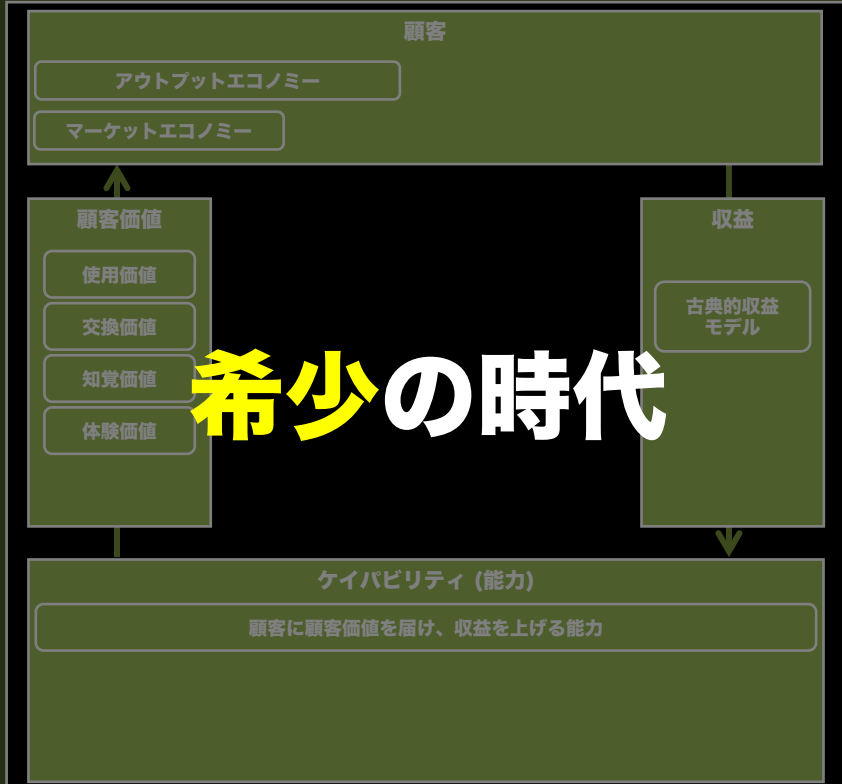 顧客
アウトプットエコノミー
マーケットエコノミー
顧客価値
使用価値
交換価値
知覚価値
体験価値
収益
古典的収益
モデル
希少の時代
ケイパビリティ (能力)
顧客に顧客価値を届け、収益を上げる能力